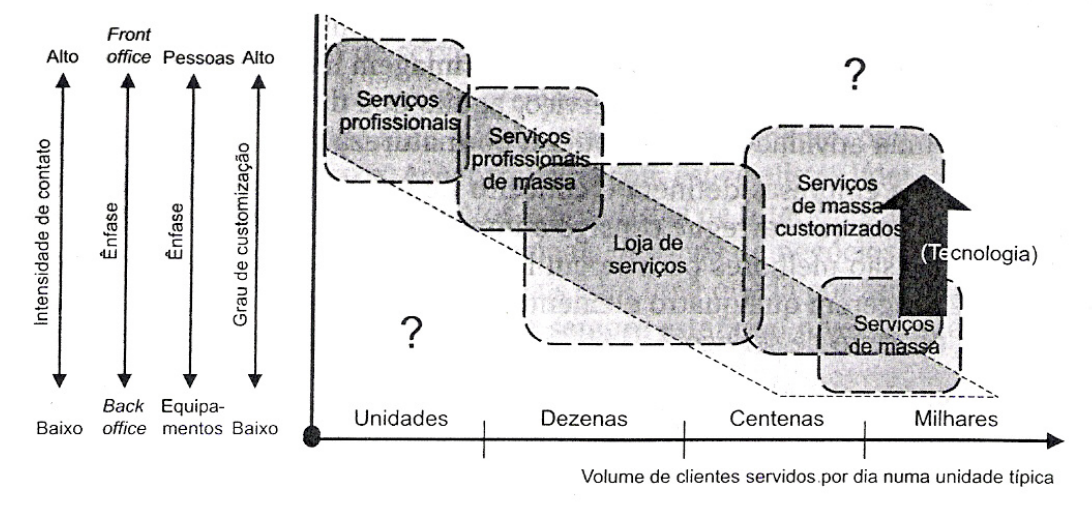 Alto
Front
office
Pessoas
Alto
Intensidade de contato
Ênfase
Ênfase
Grau de customização
Baixo
Back
office
Equipa-
mentos
Baixo
Serviços
profissionais
Serviços
profissionais
de massa
Loja de
serviços
Serviços
de massa
customizados
(Tecnologia)
Serviços
de massa
?
?
Unidades
Dezenas
Centenas
Milhares
Volume de clientes servidos por dia numa unidade típica